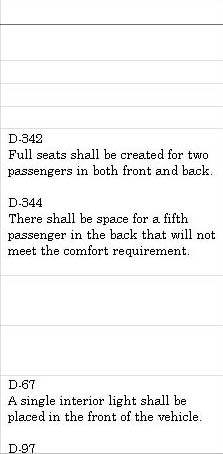 D-342
Full seats shall be created for two
passengers in both front and back.
D-344
There shall be space for a fifth
passenger in the back that will not
meet the comfort requirement.
D-67
A single interior light shall be
placed in the front of the vehicle.
D-97